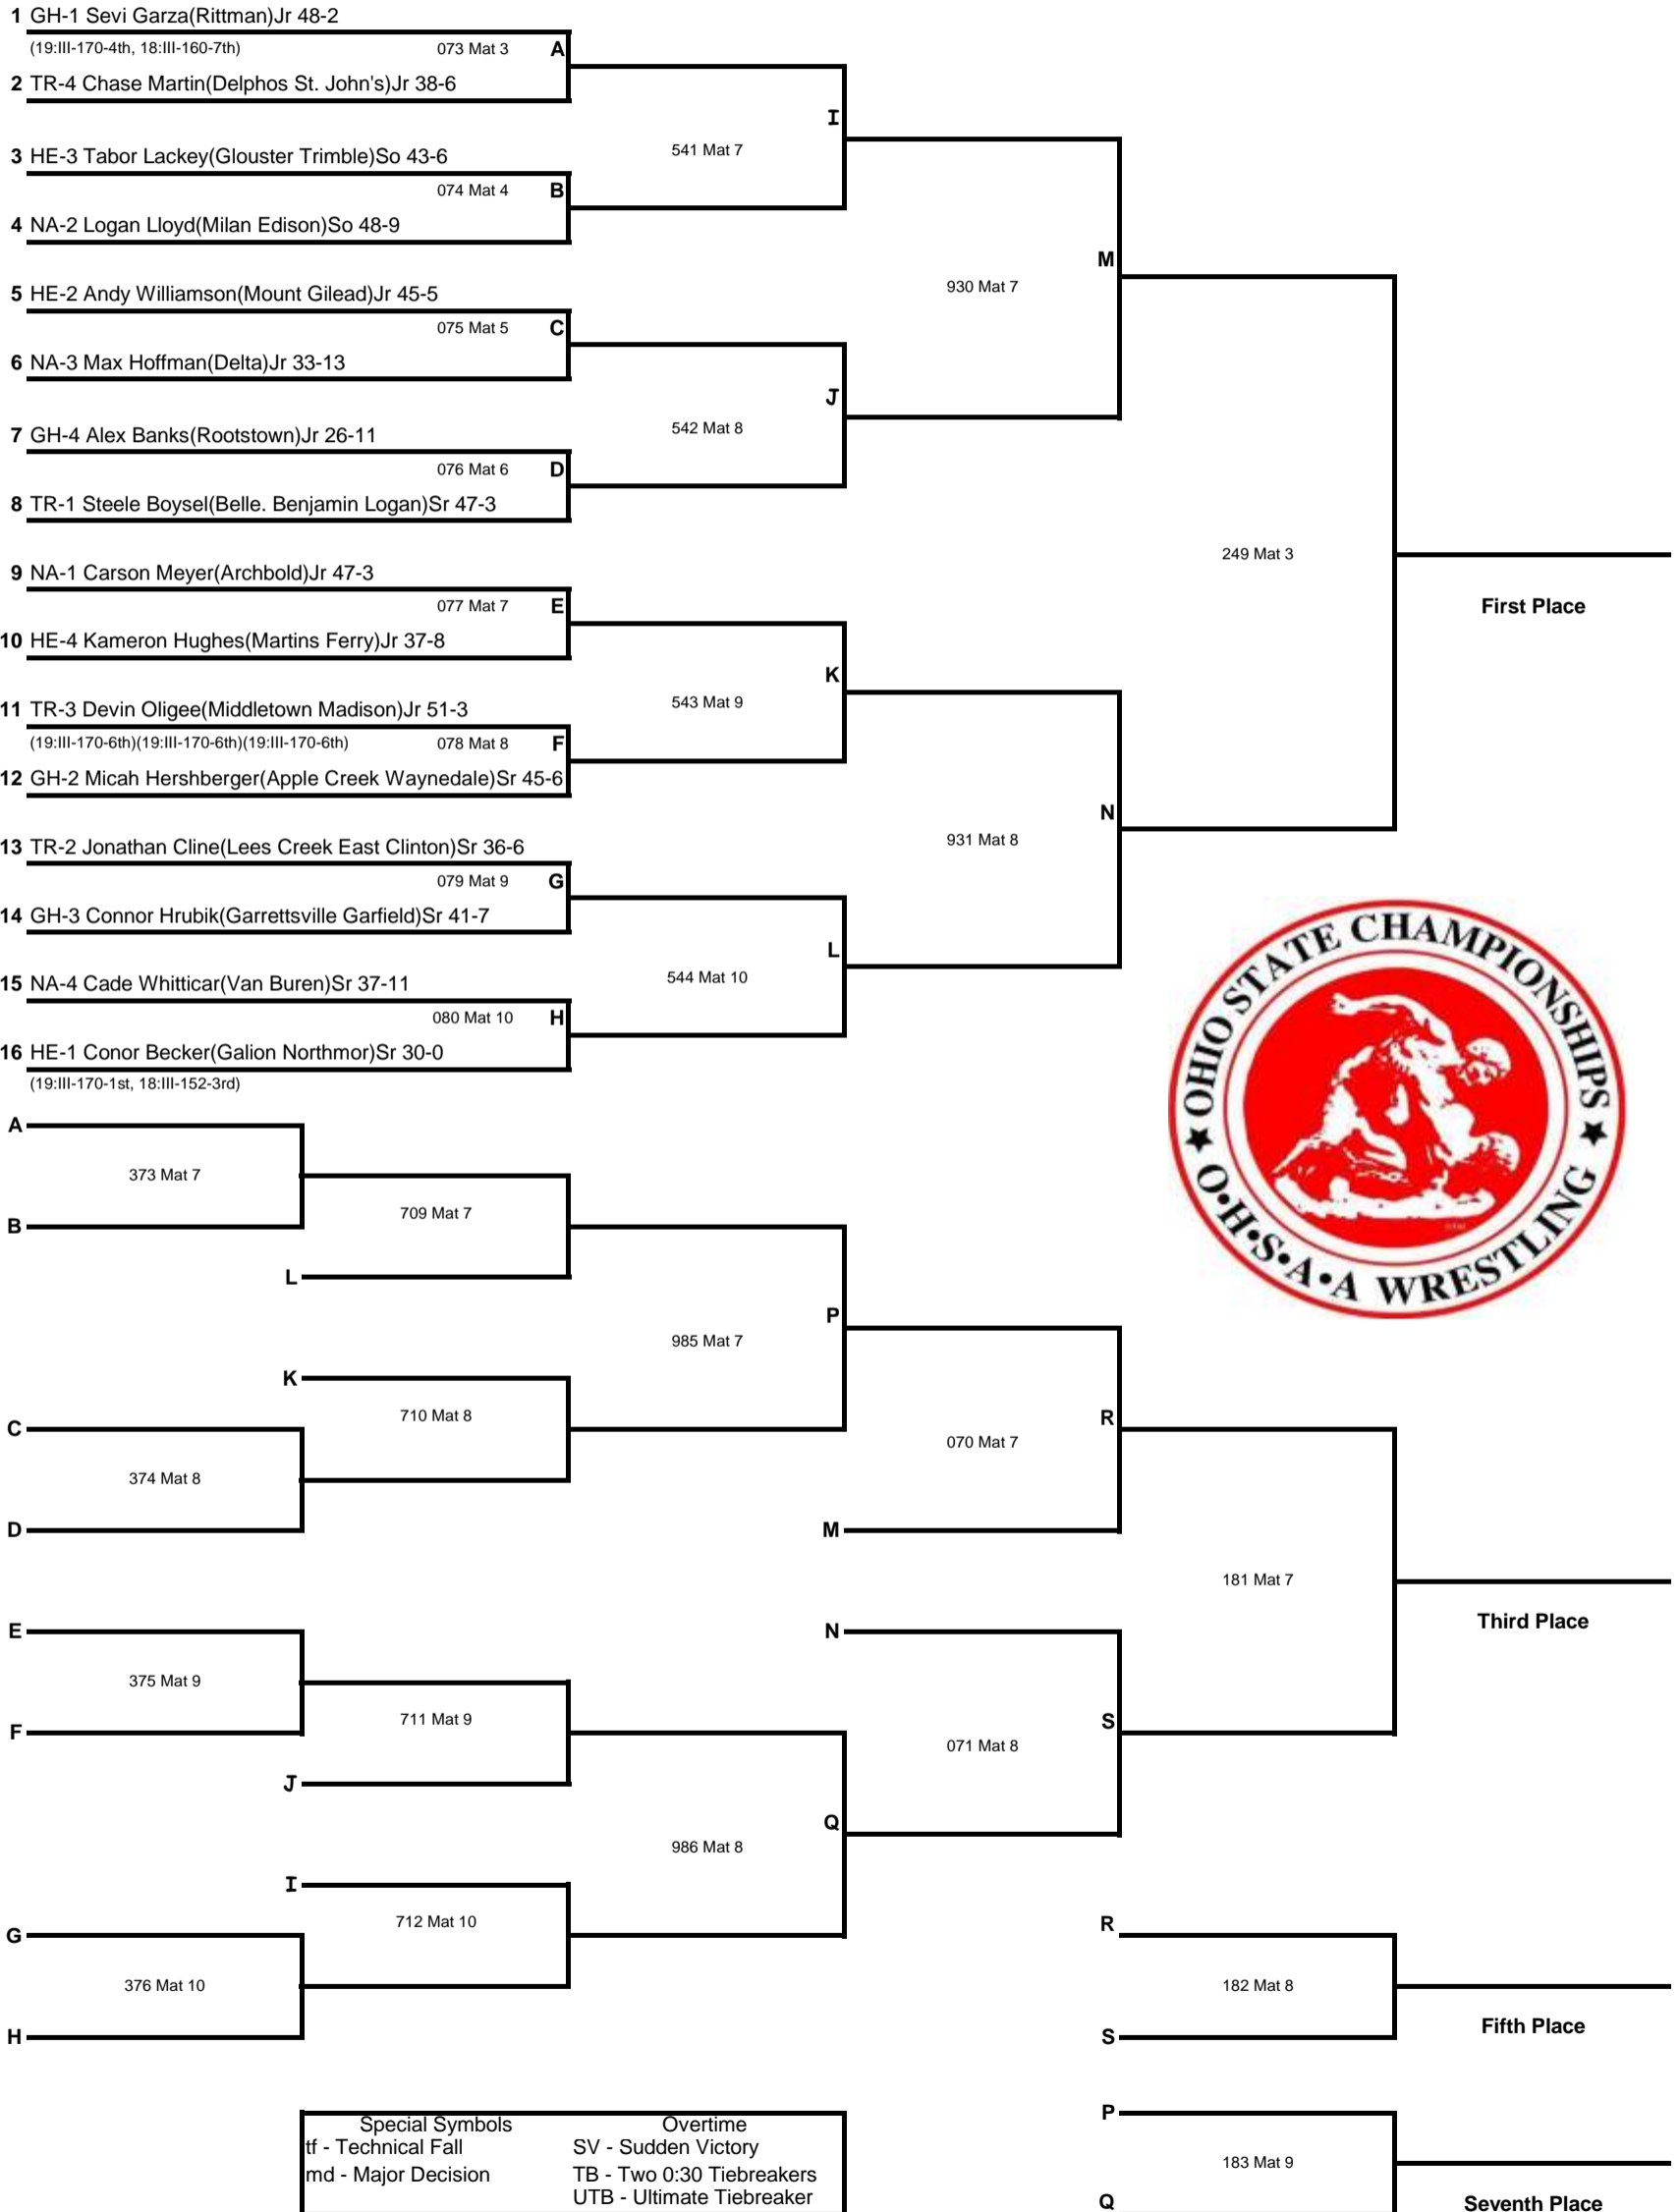 1 GH-1 Sevi Garza(Rittman)Jr 48-2
(19:III-170-4th, 18:III-160-7th) 073 Mat 3 A
2 TR-4 Chase Martin(Delphos St. John's)Jr 38-6
I
541 Mat 7
3 HE-3 Tabor Lackey(Glouster Trimble)So 43-6
074 Mat 4 B
4 NA-2 Logan Lloyd(Milan Edison)So 48-9
M
930 Mat 7
5 HE-2 Andy Williamson(Mount Gilead)Jr 45-5
075 Mat 5 C
6 NA-3 Max Hoffman(Delta)Jr 33-13
J
542 Mat 8
7 GH-4 Alex Banks(Rootstown)Jr 26-11
076 Mat 6 D
8 TR-1 Steele Boysel(Belle. Benjamin Logan)Sr 47-3
249 Mat 3
9 NA-1 Carson Meyer(Archbold)Jr 47-3
077 Mat 7 E
First Place
10 HE-4 Kameron Hughes(Martins Ferry)Jr 37-8
K
543 Mat 9
11 TR-3 Devin Oligee(Middletown Madison)Jr 51-3
(19:III-170-6th)(19:III-170-6th)(19:III-170-6th) 078 Mat 8 F
12 GH-2 Micah Hershberger(Apple Creek Waynedale)Sr 45-6
N
931 Mat 8
13 TR-2 Jonathan Cline(Lees Creek East Clinton)Sr 36-6
079 Mat 9 G
14 GH-3 Connor Hrubik(Garrettsville Garfield)Sr 41-7
L
544 Mat 10
15 NA-4 Cade Whitticar(Van Buren)Sr 37-11
080 Mat 10 H
16 HE-1 Conor Becker(Galion Northmor)Sr 30-0
(19:III-170-1st, 18:III-152-3rd)
★ OHIO STATE CHAMPIONSHIPS ★
O•H•S•A•A WRESTLING
A
373 Mat 7
709 Mat 7
B
L
P
985 Mat 7
K
710 Mat 8
R
C
070 Mat 7
374 Mat 8
D
M
181 Mat 7
Third Place
E
N
375 Mat 9
711 Mat 9
S
F
071 Mat 8
J
Q
986 Mat 8
I
712 Mat 10
R
G
376 Mat 10
182 Mat 8
Fifth Place
H
S
P
Special Symbols Overtime
tf - Technical Fall SV - Sudden Victory
183 Mat 9
md - Major Decision TB - Two 0:30 Tiebreakers
UTB - Ultimate Tiebreaker
Q
Seventh Place